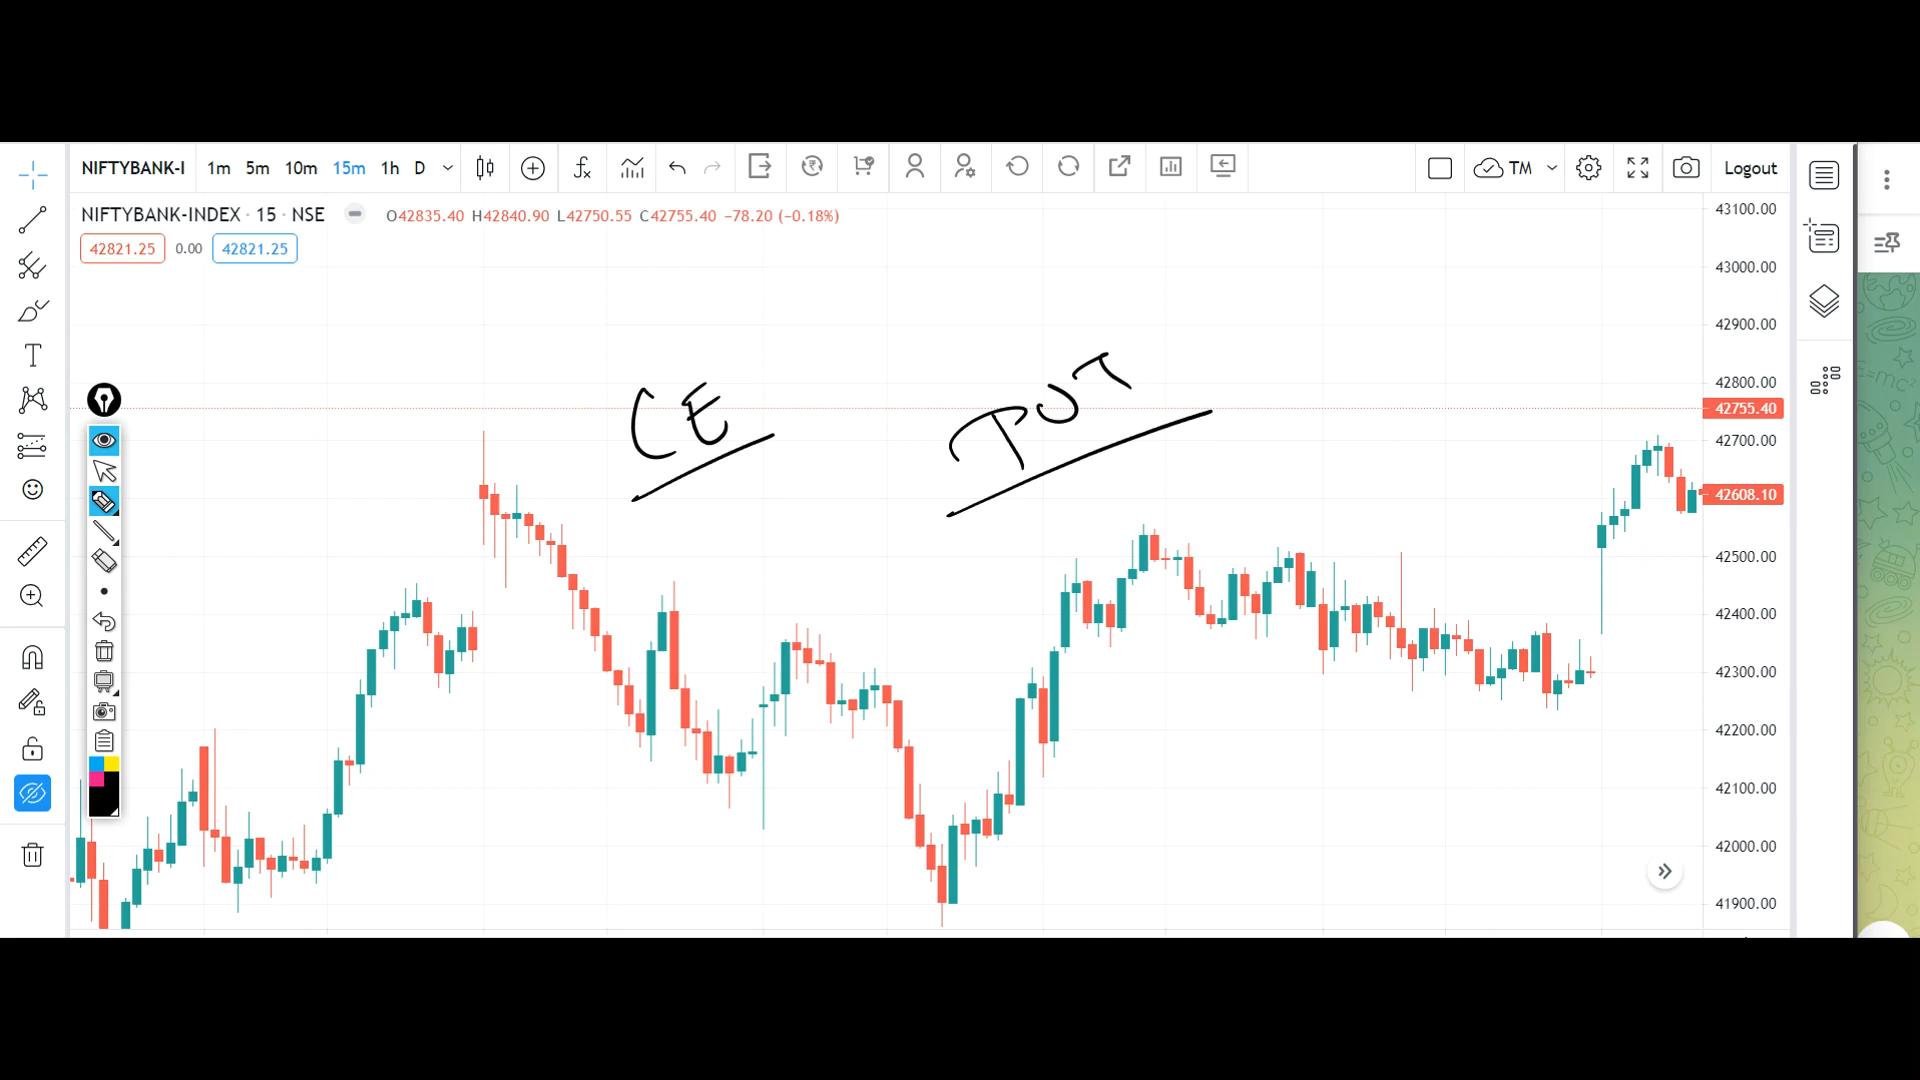 NIFTYBANK-I 1m 5m 10m 15m 1h D TM Logout
NIFTYBANK-INDEX · 15 · NSE O42835.40 H42840.90 L42750.55 C42755.40 −78.20 (−0.18%)
42821.25 0.00 42821.25
43100.00
43000.00
42900.00
42800.00
42755.40
42700.00
42608.10
42500.00
42400.00
42300.00
42200.00
42100.00
42000.00
41900.00
CE
PUT